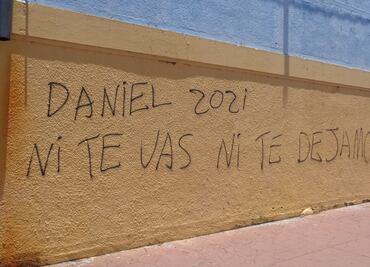 DANiEL 2021
Ni TE VAS Ni TE DEJAMO